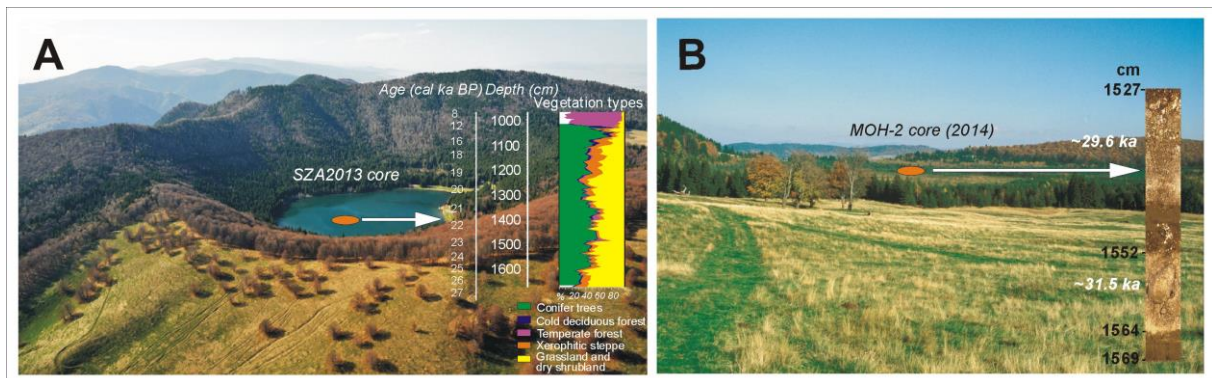 A
Age (cal ka BP) Depth (cm)
Vegetation types
8
12
16
18
19
20
21
22
23
24
25
26
27
1000
1100
1200
1300
1400
1500
1600
SZA2013 core
% 20 40 60 80
Conifer trees
Cold deciduous forest
Temperate forest
Xerophitic steppe
Grassland and
dry shrubland
B
cm
1527
MOH-2 core (2014)
~29.6 ka
1552
~31.5 ka
1564
1569